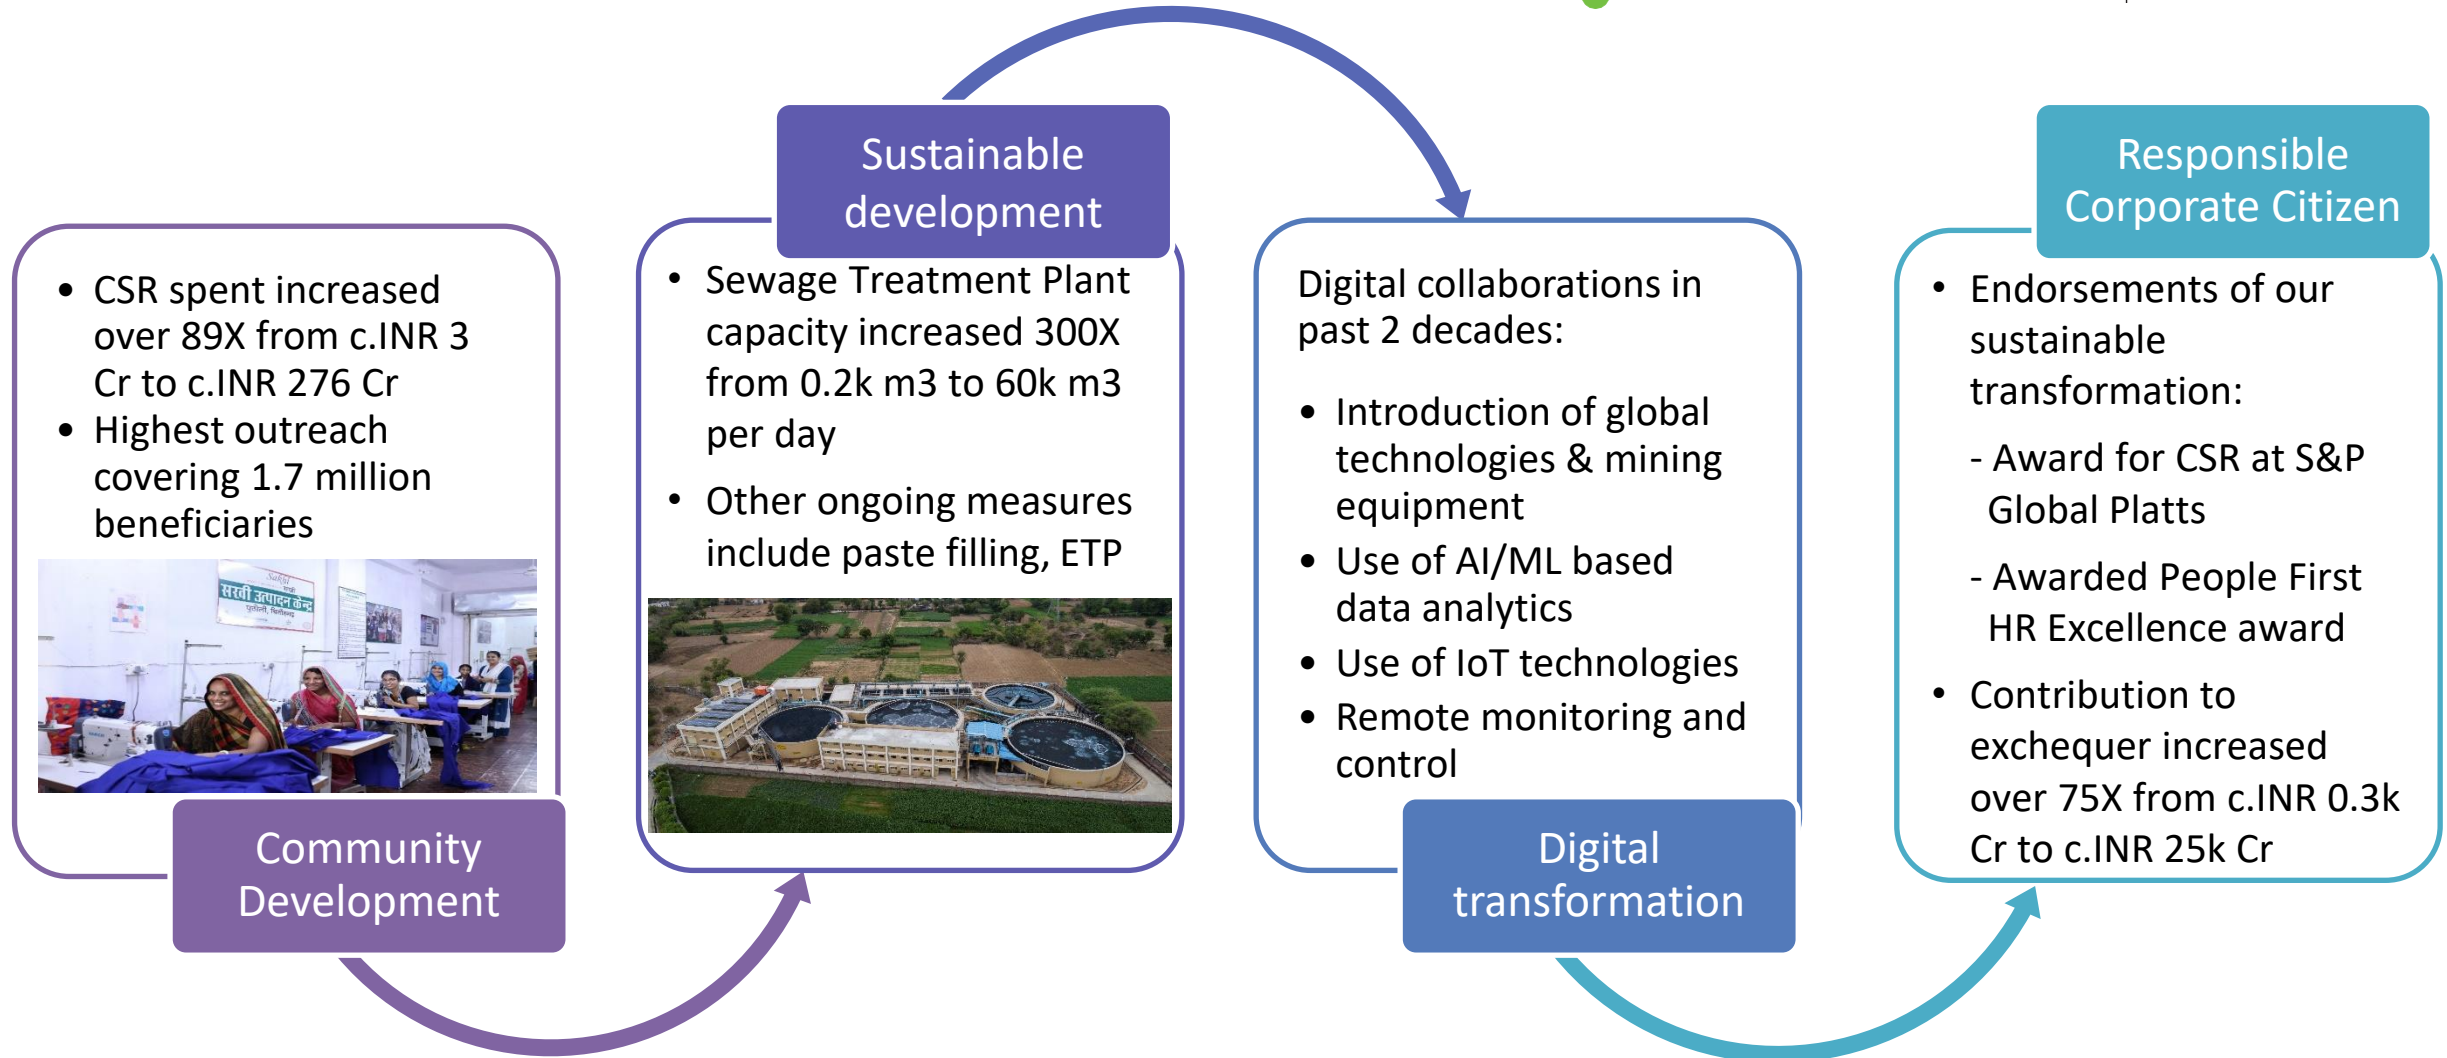 • CSR spent increased
over 89X from c.INR 3
Cr to c.INR 276 Cr
• Highest outreach
covering 1.7 million
beneficiaries
Sakhi
सखी उत्पादन केन्द्र
Community
Development
Sustainable
development
• Sewage Treatment Plant
capacity increased 300X
from 0.2k m3 to 60k m3
per day
• Other ongoing measures
include paste filling, ETP
Digital collaborations in
past 2 decades:
• Introduction of global
technologies & mining
equipment
• Use of AI/ML based
data analytics
• Use of IoT technologies
• Remote monitoring and
control
Digital
transformation
Responsible
Corporate Citizen
• Endorsements of our
sustainable
transformation:
- Award for CSR at S&P
Global Platts
- Awarded People First
HR Excellence award
• Contribution to
exchequer increased
over 75X from c.INR 0.3k
Cr to c.INR 25k Cr